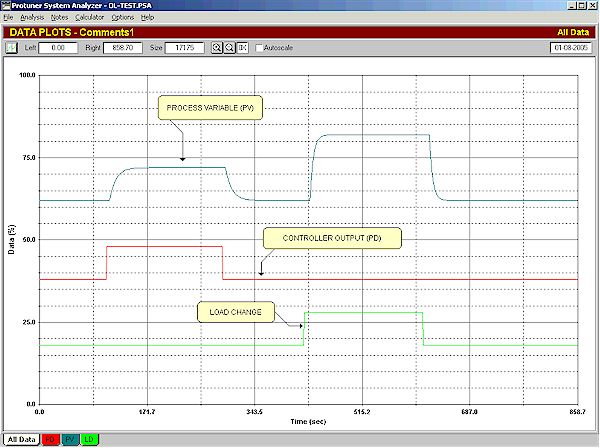 Protuner System Analyzer - OL-TEST.PSA
File Analysis Notes Calculator Options Help
DATA PLOTS - Comments1 All Data
Left 0.00 Right 858.70 Size 17175 Autoscale 01-08-2005
100.0
PROCESS VARIABLE (PV)
75.0
CONTROLLER OUTPUT (PD)
50.0
Data (%)
LOAD CHANGE
25.0
0.0
0.0 171.7 343.5 515.2 687.0 858.7
Time (sec)
All Data PD PV LD